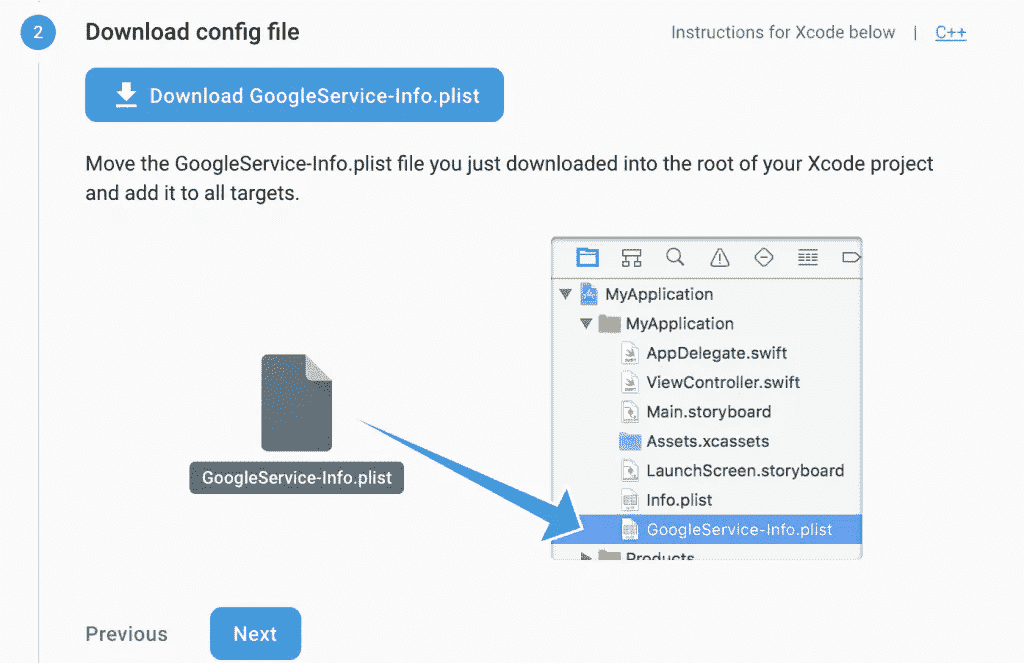 2
Download config file
Instructions for Xcode below | C++
Download GoogleService-Info.plist
Move the GoogleService-Info.plist file you just downloaded into the root of your Xcode project
and add it to all targets.
GoogleService-Info.plist
MyApplication
MyApplication
AppDelegate.swift
ViewController.swift
Main.storyboard
Assets.xcassets
LaunchScreen.storyboard
Info.plist
GoogleService-Info.plist
Products
Previous
Next